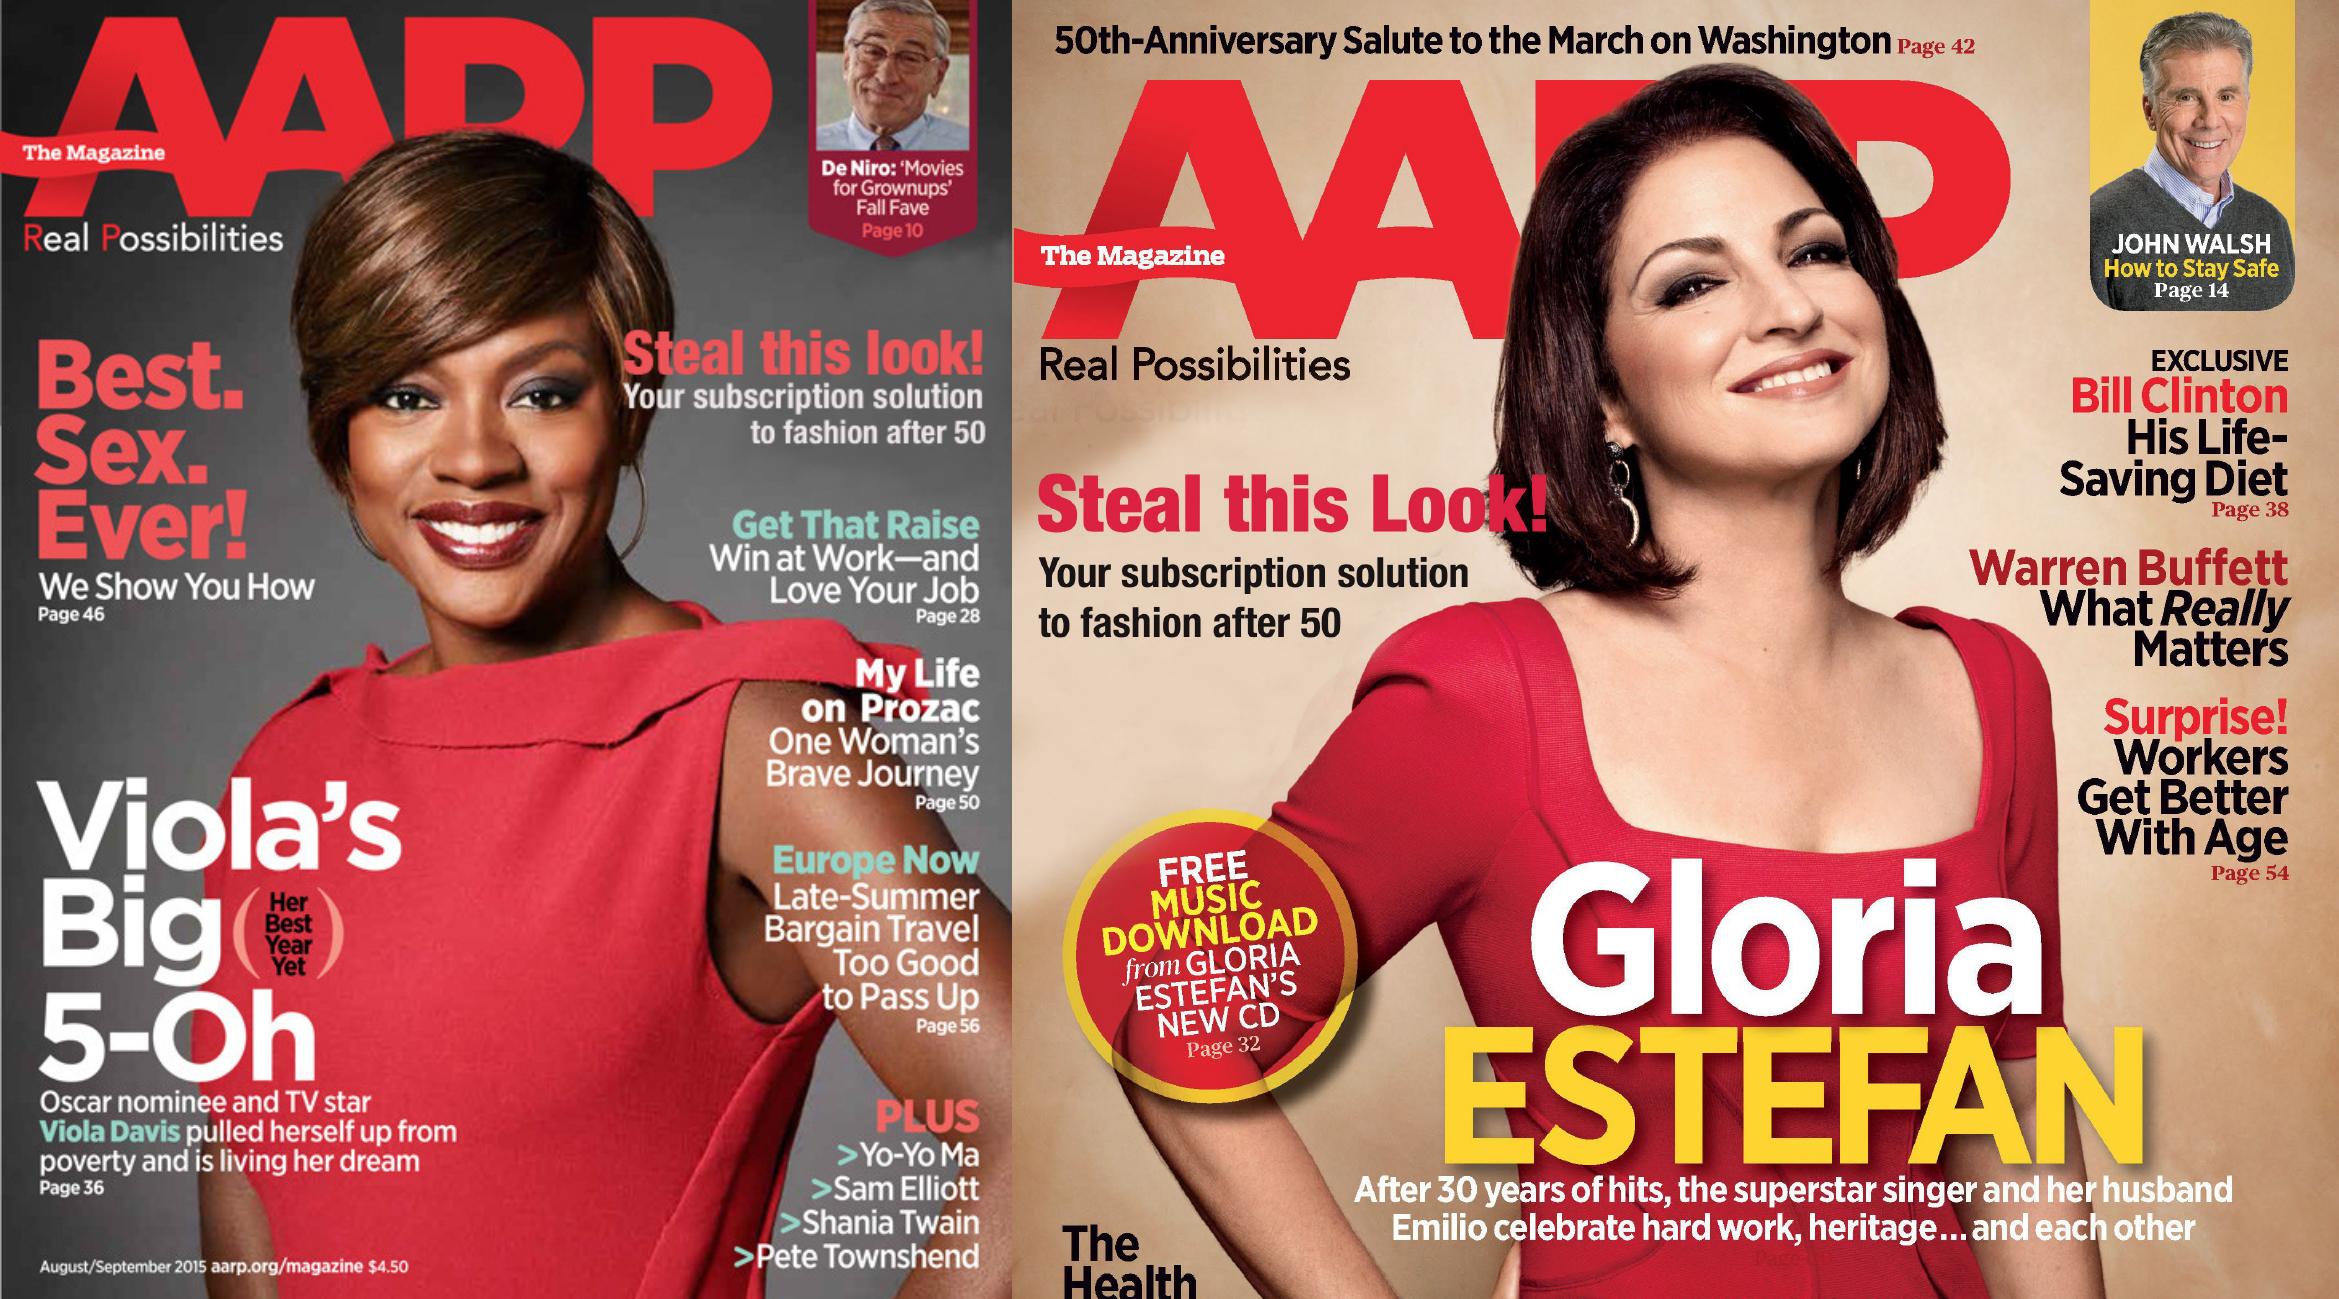 AARP
The Magazine
Real Possibilities
De Niro: ‘Movies
for Grownups’
Fall Fave
Page 10
Best.
Sex.
Ever!
We Show You How
Page 46
Steal this look!
Your subscription solution
to fashion after 50
Get That Raise
Win at Work—and
Love Your Job
Page 28
My Life
on Prozac
One Woman’s
Brave Journey
Page 50
Europe Now
Late-Summer
Bargain Travel
Too Good
to Pass Up
Page 56
PLUS
>Yo-Yo Ma
>Sam Elliott
>Shania Twain
>Pete Townshend
Viola’s
Big
(Her
Best
Year
Yet)
5-Oh
Oscar nominee and TV star
Viola Davis pulled herself up from
poverty and is living her dream
Page 36
August/September 2015 aarp.org/magazine $4.50
50th-Anniversary Salute to the March on Washington Page 42
AARP
The Magazine
Real Possibilities
JOHN WALSH
How to Stay Safe
Page 14
Steal this Look!
Your subscription solution
to fashion after 50
EXCLUSIVE
Bill Clinton
His Life-
Saving Diet
Page 38
Warren Buffett
What Really
Matters
Surprise!
Workers
Get Better
With Age
Page 54
FREE
MUSIC
DOWNLOAD
from GLORIA
ESTEFAN’S
NEW CD
Page 32
Gloria
ESTEFAN
After 30 years of hits, the superstar singer and her husband
Emilio celebrate hard work, heritage...and each other
The
Health